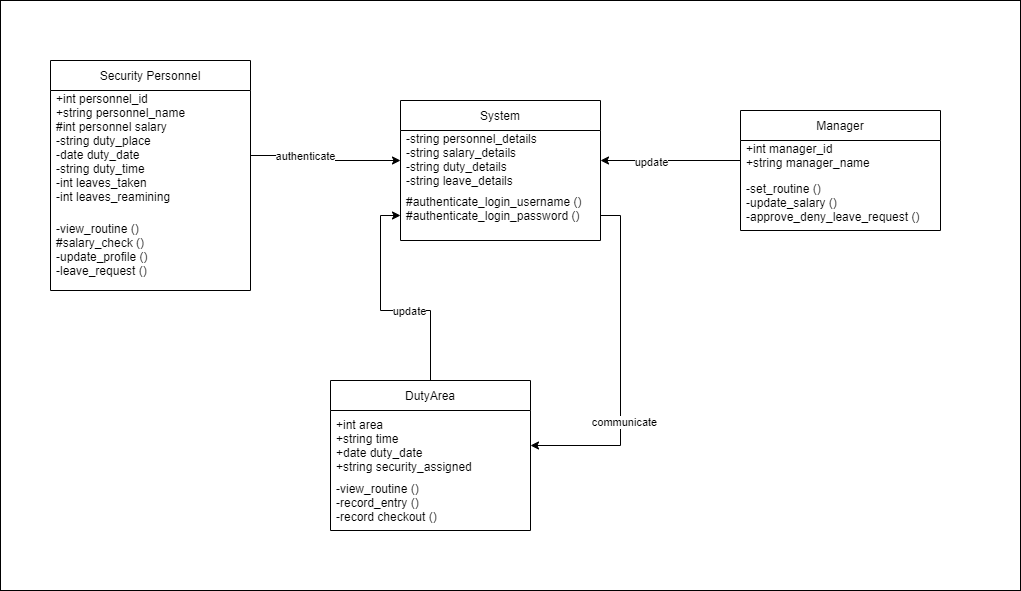 Security Personnel
+int personnel_id
+string personnel_name
#int personnel salary
-string duty_place
-date duty_date
-string duty_time
-int leaves_taken
-int leaves_reamining
-view_routine ()
#salary_check ()
-update_profile ()
-leave_request ()
authenticate
System
-string personnel_details
-string salary_details
-string duty_details
-string leave_details
#authenticate_login_username ()
#authenticate_login_password ()
update
Manager
+int manager_id
+string manager_name
-set_routine ()
-update_salary ()
-approve_deny_leave_request ()
update
communicate
DutyArea
+int area
+string time
+date duty_date
+string security_assigned
-view_routine ()
-record_entry ()
-record checkout ()